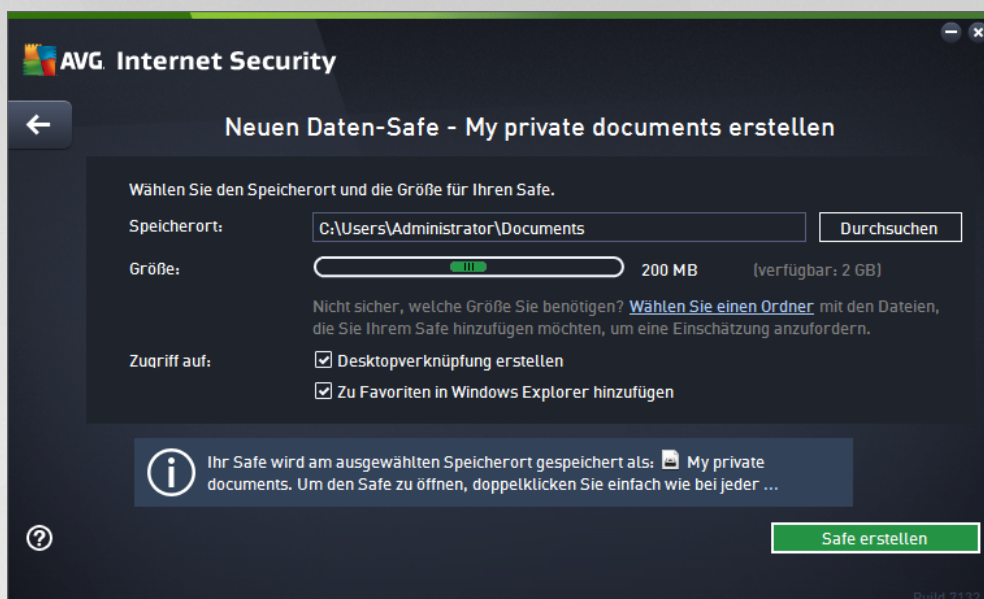 AVG. Internet Security
Neuen Daten-Safe - My private documents erstellen
Wählen Sie den Speicherort und die Größe für Ihren Safe.
Speicherort: C:\Users\Administrator\Documents Durchsuchen
Größe: 200 MB (verfügbar: 2 GB)
Nicht sicher, welche Größe Sie benötigen? Wählen Sie einen Ordner mit den Dateien,
die Sie Ihrem Safe hinzufügen möchten, um eine Einschätzung anzufordern.
Zugriff auf: Desktopverknüpfung erstellen
Zu Favoriten in Windows Explorer hinzufügen
Ihr Safe wird am ausgewählten Speicherort gespeichert als: My private
documents. Um den Safe zu öffnen, doppelklicken Sie einfach wie bei jeder ...
Safe erstellen
Build 7132